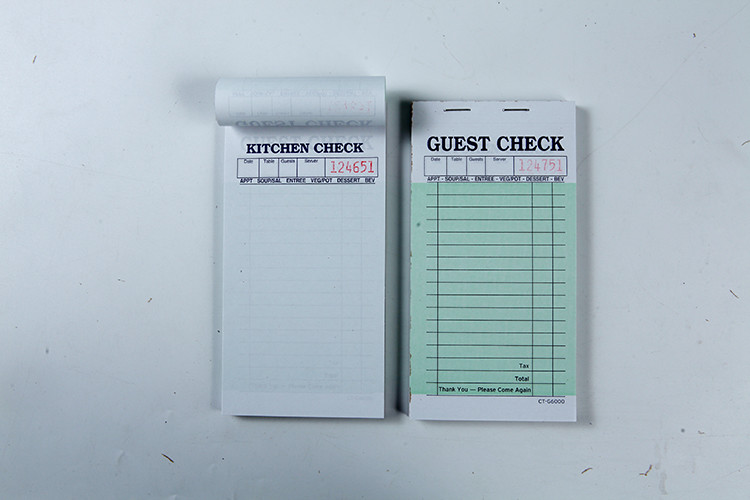 KITCHEN CHECK
Date Table Guests Server
124651
APPT - SOUP/SAL - ENTREE - VEG/POT - DESSERT - BEV
GUEST CHECK
Date Table Guests Server
124751
APPT - SOUP/SAL - ENTREE - VEG/POT - DESSERT - BEV
Tax
Total
Thank You — Please Come Again
CT-G6000